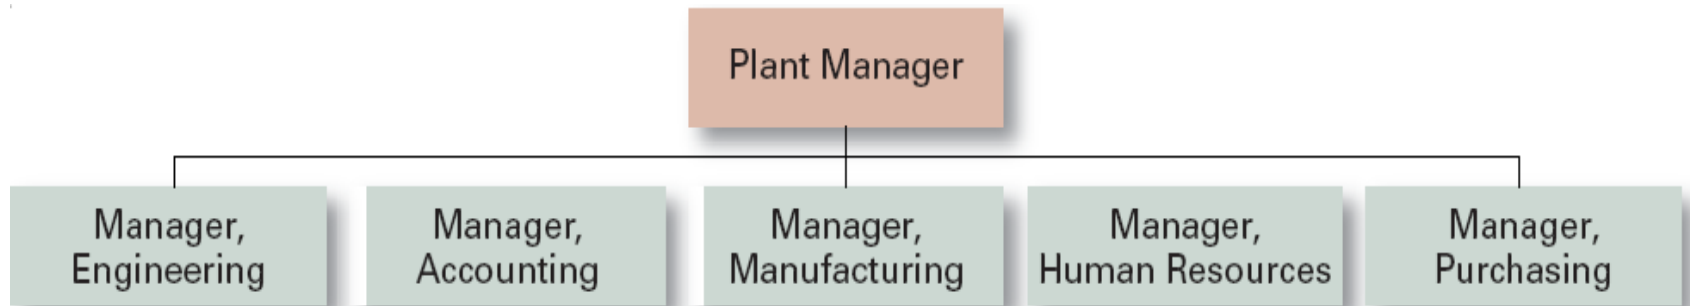 Plant Manager
Manager,
Engineering
Manager,
Accounting
Manager,
Manufacturing
Manager,
Human Resources
Manager,
Purchasing